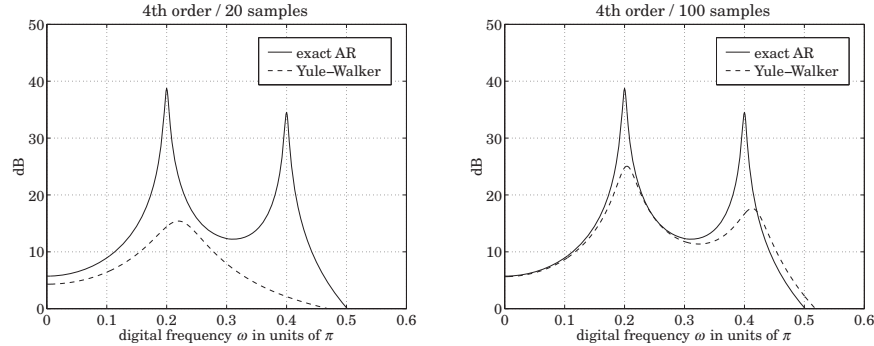 4th order / 20 samples
50
40
30
20
10
0
dB
exact AR
Yule–Walker
0 0.1 0.2 0.3 0.4 0.5 0.6
digital frequency ω in units of π
4th order / 100 samples
50
40
30
20
10
0
dB
exact AR
Yule–Walker
0 0.1 0.2 0.3 0.4 0.5 0.6
digital frequency ω in units of π